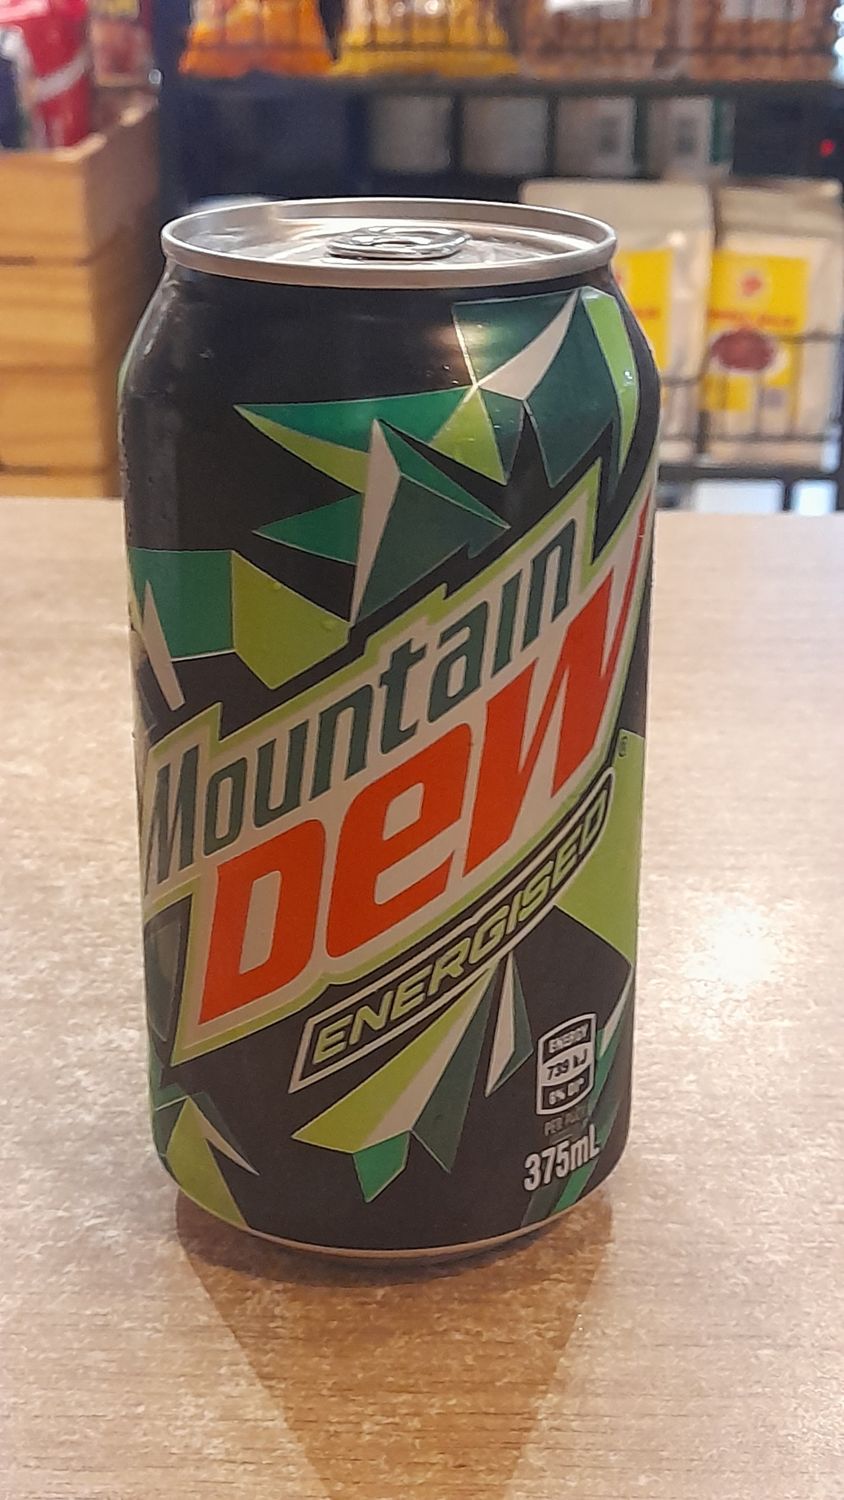 Mountain
Dew
®
ENERGISED
ENERGY
739 kJ
8% DI*
PER PACK
375mL